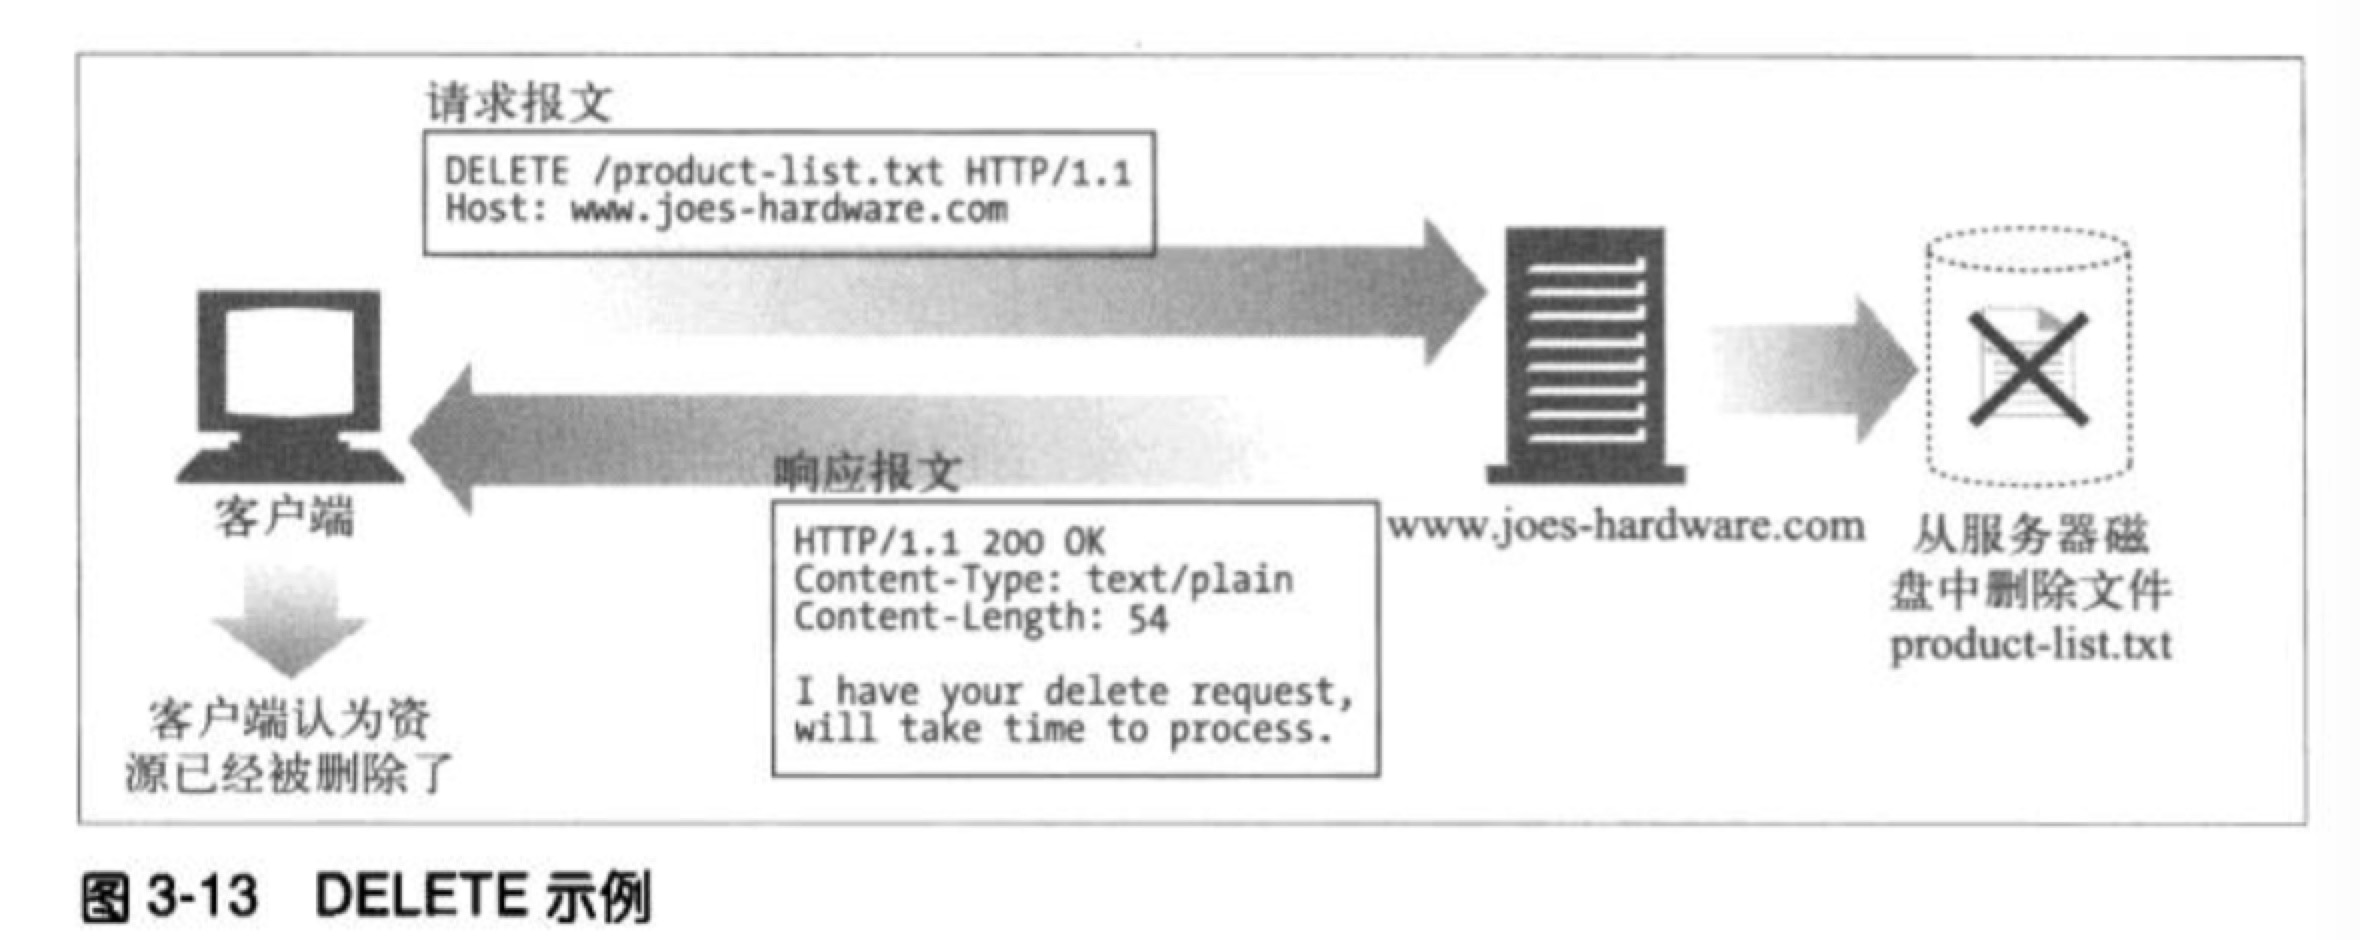 请求报文
DELETE /product-list.txt HTTP/1.1
Host: www.joes-hardware.com
客户端
客户端认为资
源已经被删除了
响应报文
HTTP/1.1 200 OK
Content-Type: text/plain
Content-Length: 54
I have your delete request,
will take time to process.
www.joes-hardware.com
从服务器磁
盘中删除文件
product-list.txt
图 3-13 DELETE 示例